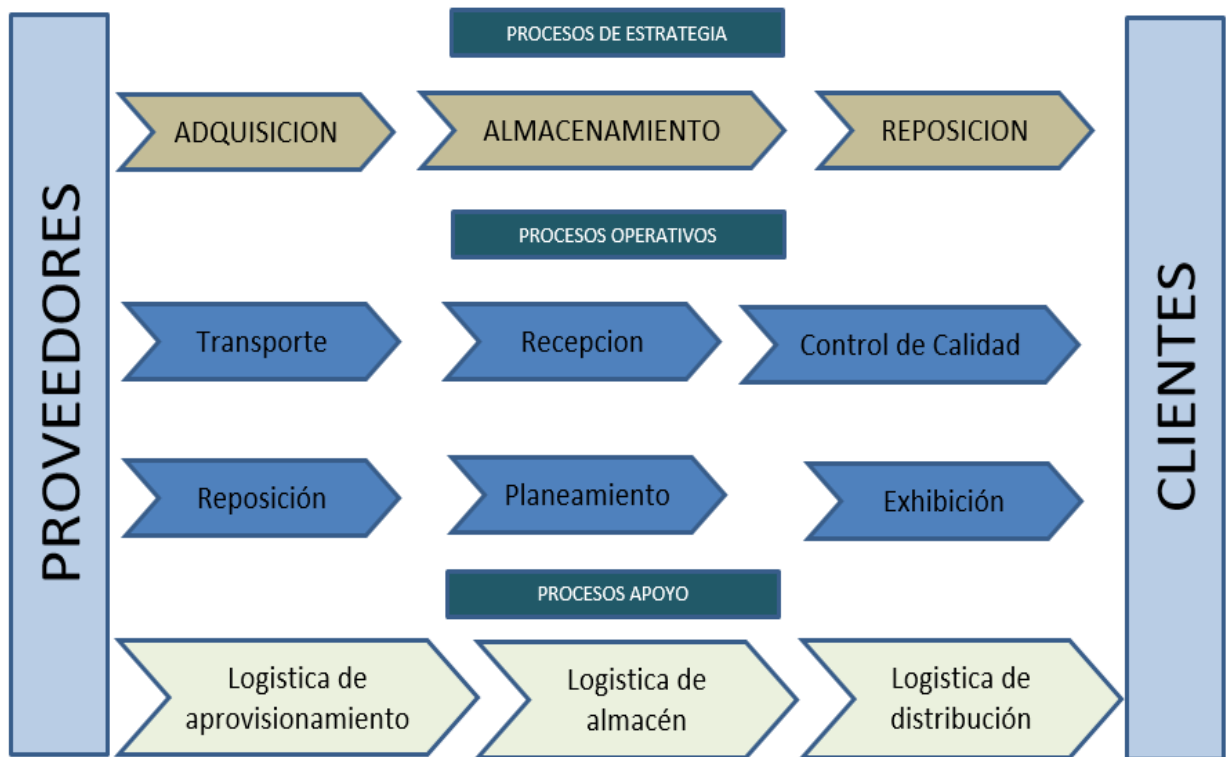 PROVEEDORES
PROCESOS DE ESTRATEGIA
ADQUISICION
ALMACENAMIENTO
REPOSICION
PROCESOS OPERATIVOS
Transporte
Recepcion
Control de Calidad
Reposición
Planeamiento
Exhibición
PROCESOS APOYO
Logistica de
aprovisionamiento
Logistica de
almacén
Logistica de
distribución
CLIENTES